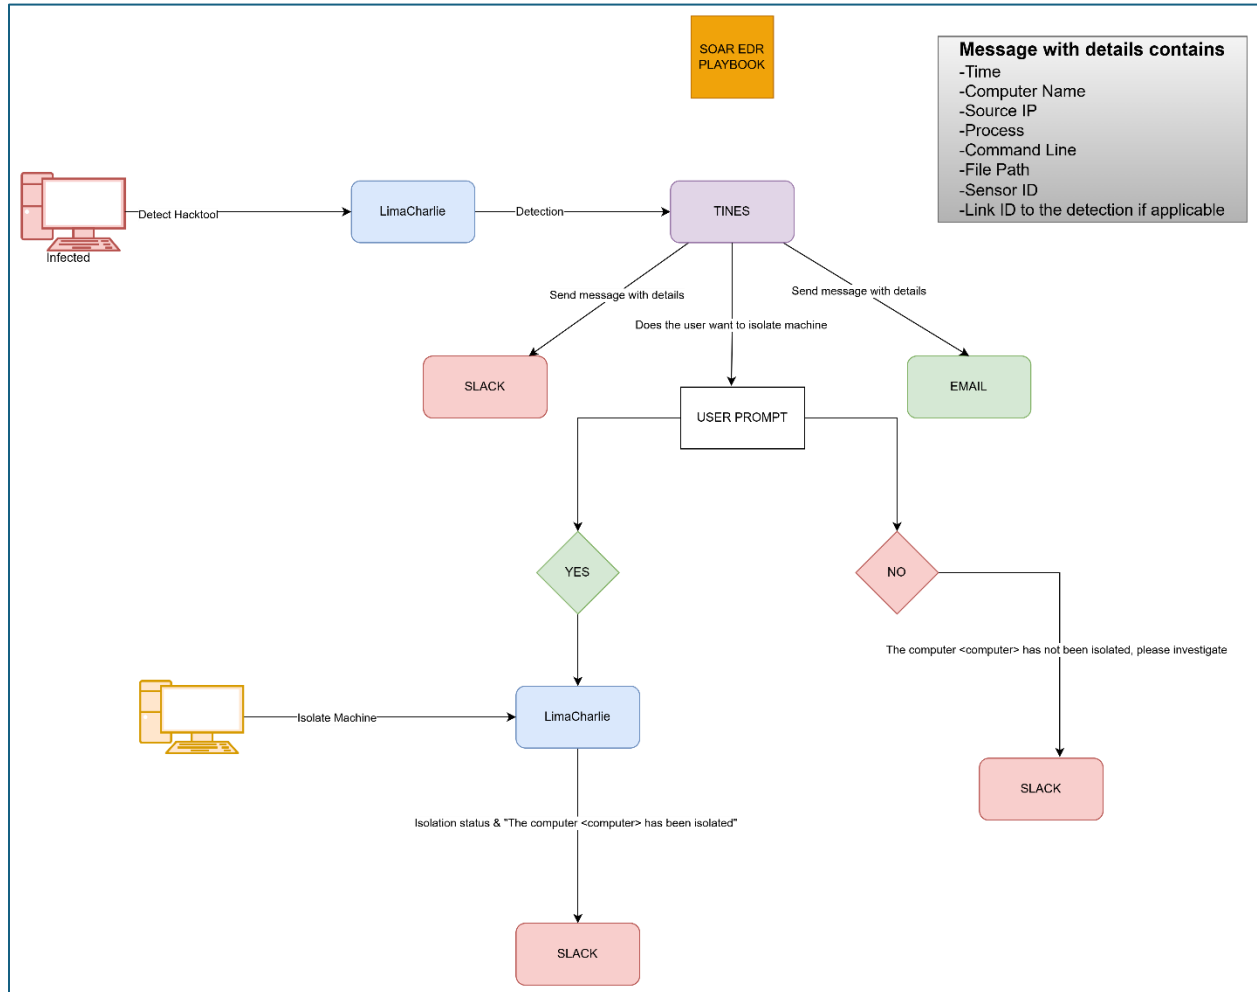 SOAR EDR
PLAYBOOK
Message with details contains
-Time
-Computer Name
-Source IP
-Process
-Command Line
-File Path
-Sensor ID
-Link ID to the detection if applicable
Detect Hacktool
LimaCharlie
Detection
TINES
Infected
Send message with details
Send message with details
Does the user want to isolate machine
SLACK
EMAIL
USER PROMPT
YES
NO
The computer <computer> has not been isolated, please investigate
Isolate Machine
LimaCharlie
SLACK
Isolation status & "The computer <computer> has been isolated"
SLACK